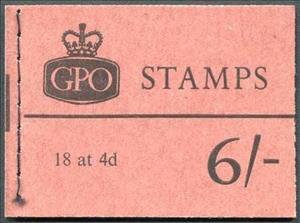 GPO STAMPS
18 at 4d 6/-